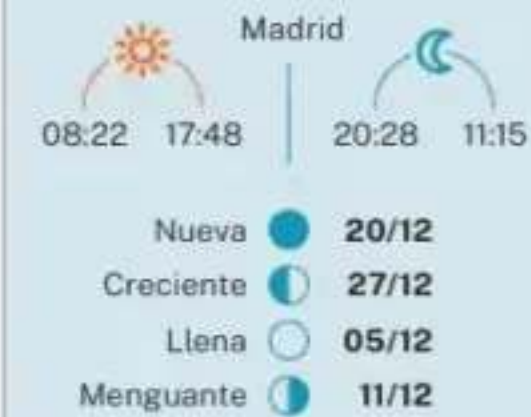 Madrid
08:22 17:48 20:28 11:15
Nueva 20/12
Creciente 27/12
Llena 05/12
Menguante 11/12